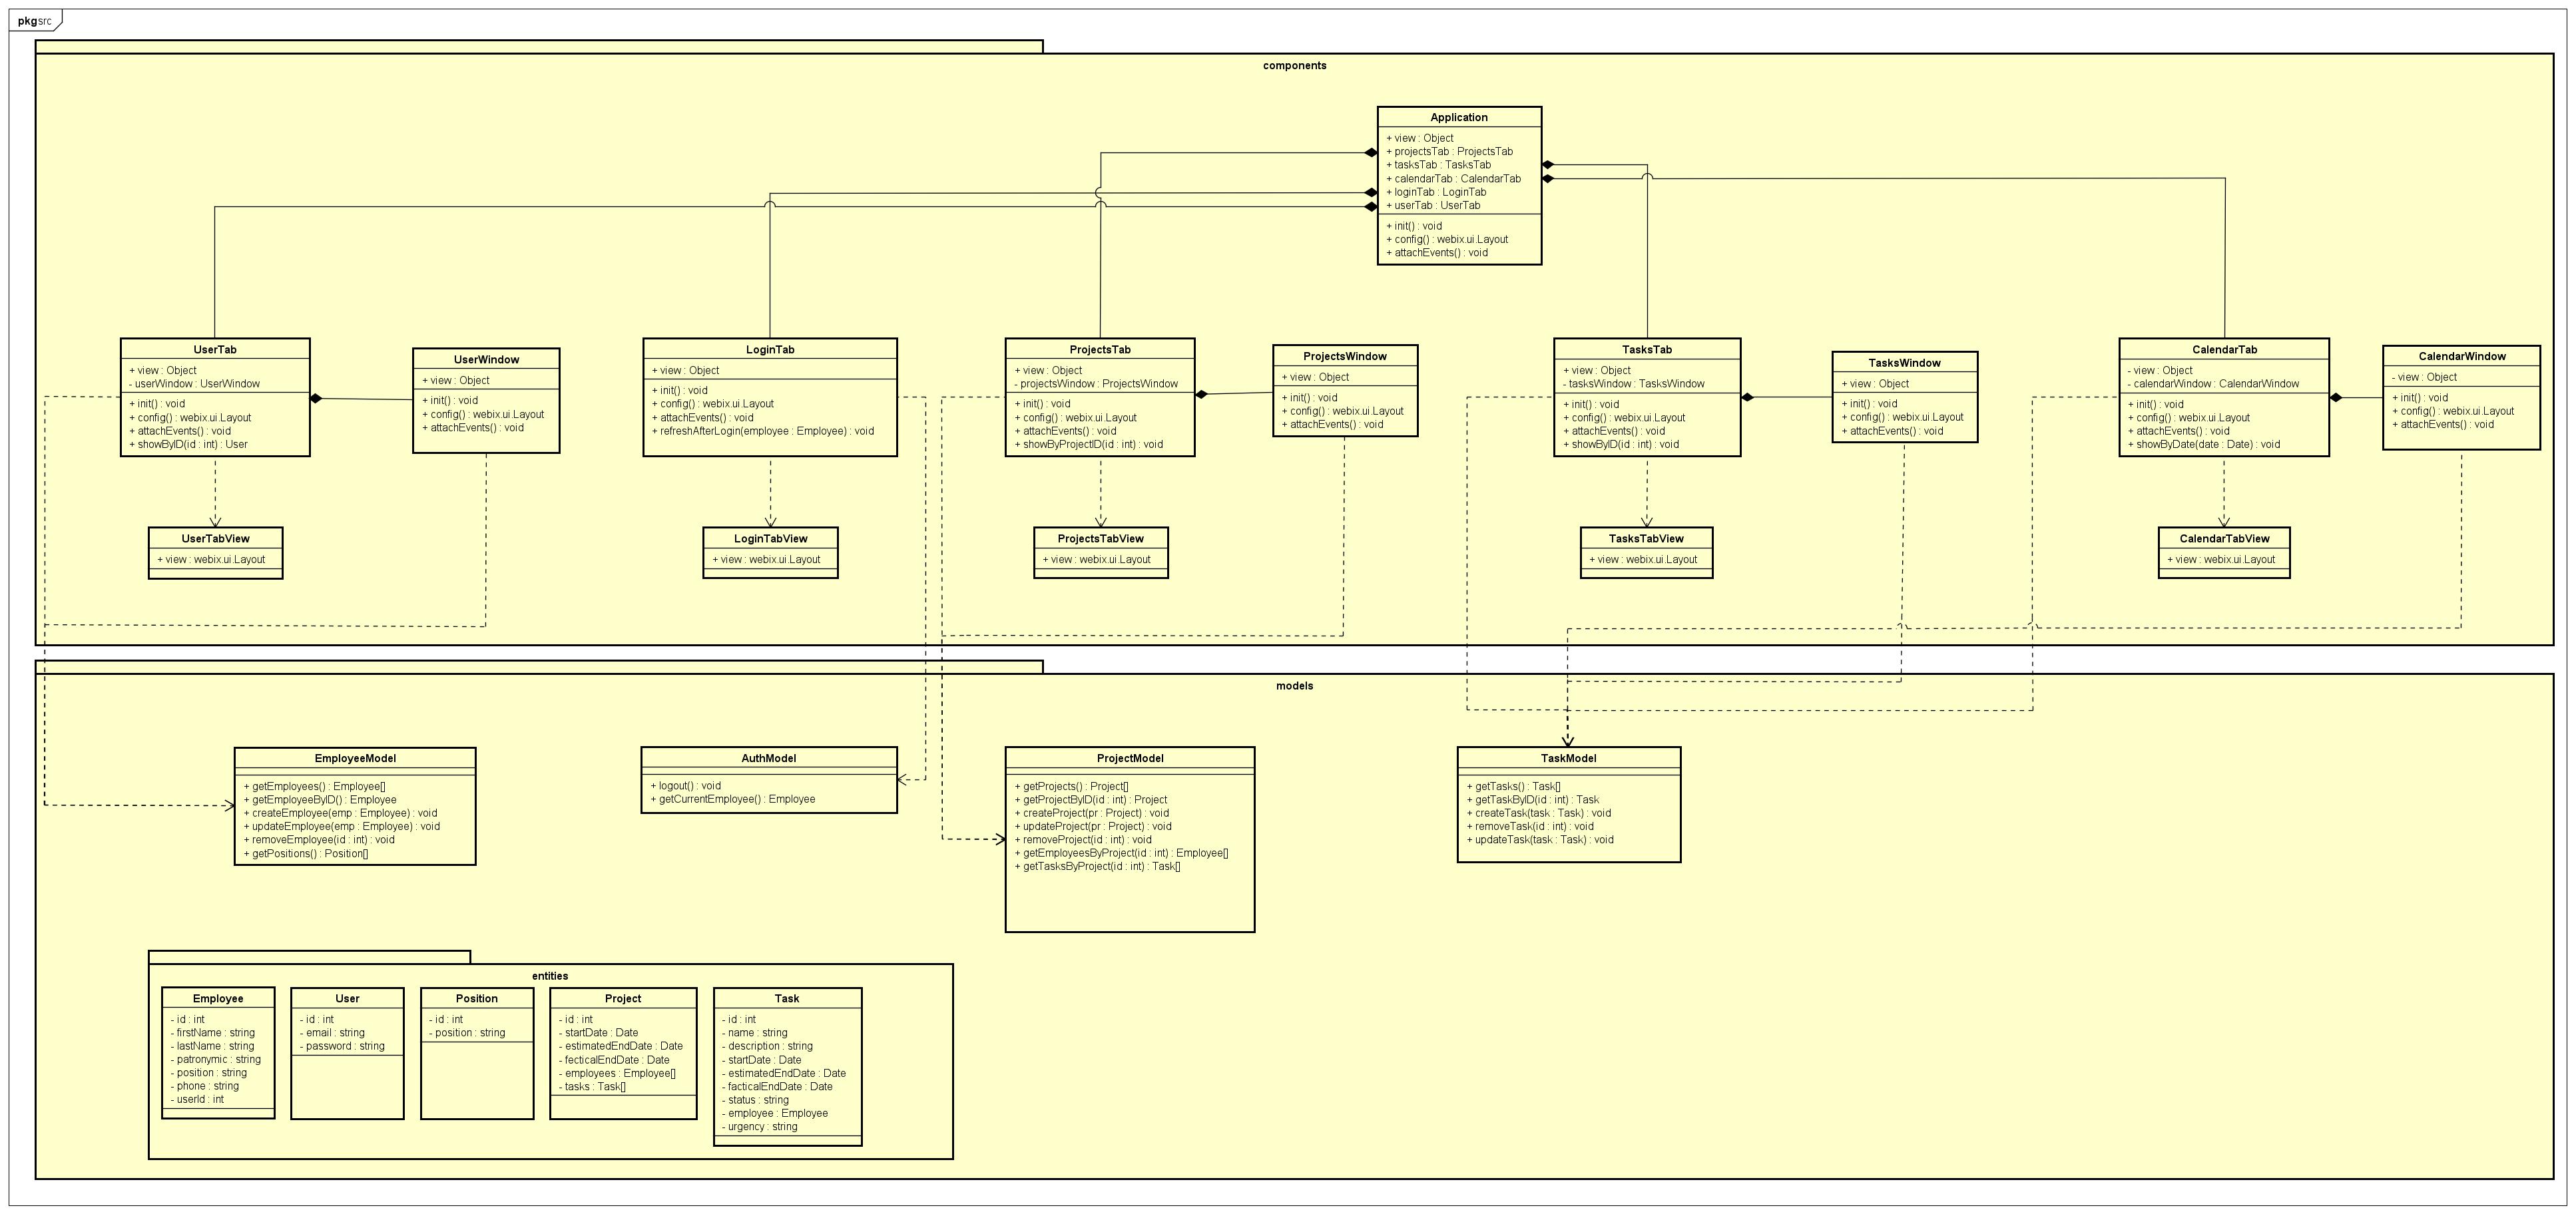 pkg src
components
Application
+ view : Object
+ projectsTab : ProjectsTab
+ tasksTab : TasksTab
+ calendarTab : CalendarTab
+ loginTab : LoginTab
+ userTab : UserTab
+ init() : void
+ config() : webix.ui.Layout
+ attachEvents() : void
UserTab
+ view : Object
- userWindow : UserWindow
+ init() : void
+ config() : webix.ui.Layout
+ attachEvents() : void
+ showByID(id : int) : User
UserWindow
+ view : Object
+ init() : void
+ config() : webix.ui.Layout
+ attachEvents() : void
LoginTab
+ view : Object
+ init() : void
+ config() : webix.ui.Layout
+ attachEvents() : void
+ refreshAfterLogin(employee : Employee) : void
ProjectsTab
+ view : Object
- projectsWindow : ProjectsWindow
+ init() : void
+ config() : webix.ui.Layout
+ attachEvents() : void
+ showByProjectID(id : int) : void
ProjectsWindow
+ view : Object
+ init() : void
+ config() : webix.ui.Layout
+ attachEvents() : void
TasksTab
+ view : Object
- tasksWindow : TasksWindow
+ init() : void
+ config() : webix.ui.Layout
+ attachEvents() : void
+ showByID(id : int) : void
TasksWindow
+ view : Object
+ init() : void
+ config() : webix.ui.Layout
+ attachEvents() : void
CalendarTab
- view : Object
- calendarWindow : CalendarWindow
+ init() : void
+ config() : webix.ui.Layout
+ attachEvents() : void
+ showByDate(date : Date) : void
CalendarWindow
- view : Object
+ init() : void
+ config() : webix.ui.Layout
+ attachEvents() : void
UserTabView
+ view : webix.ui.Layout
LoginTabView
+ view : webix.ui.Layout
ProjectsTabView
+ view : webix.ui.Layout
TasksTabView
+ view : webix.ui.Layout
CalendarTabView
+ view : webix.ui.Layout
models
EmployeeModel
+ getEmployees() : Employee[]
+ getEmployeeByID() : Employee
+ createEmployee(emp : Employee) : void
+ updateEmployee(emp : Employee) : void
+ removeEmployee(id : int) : void
+ getPositions() : Position[]
AuthModel
+ logout() : void
+ getCurrentEmployee() : Employee
ProjectModel
+ getProjects() : Project[]
+ getProjectByID(id : int) : Project
+ createProject(pr : Project) : void
+ updateProject(pr : Project) : void
+ removeProject(id : int) : void
+ getEmployeesByProject(id : int) : Employee[]
+ getTasksByProject(id : int) : Task[]
TaskModel
+ getTasks() : Task[]
+ getTaskByID(id : int) : Task
+ createTask(task : Task) : void
+ removeTask(id : int) : void
+ updateTask(task : Task) : void
entities
Employee
- id : int
- firstName : string
- lastName : string
- patronymic : string
- position : string
- phone : string
- userId : int
User
- id : int
- email : string
- password : string
Position
- id : int
- position : string
Project
- id : int
- startDate : Date
- estimatedEndDate : Date
- fecticalEndDate : Date
- employees : Employee[]
- tasks : Task[]
Task
- id : int
- name : string
- description : string
- startDate : Date
- estimatedEndDate : Date
- facticalEndDate : Date
- status : string
- employee : Employee
- urgency : string